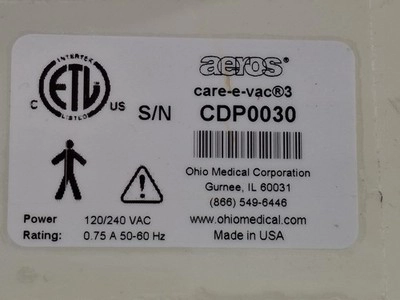 INTERTEK
ETL
LISTED
C
US
aeros®
care-e-vac®3
S/N CDP0030
Ohio Medical Corporation
Gurnee, IL 60031
(866) 549-6446
www.ohiomedical.com
Made in USA
Power 120/240 VAC
Rating: 0.75 A 50-60 Hz